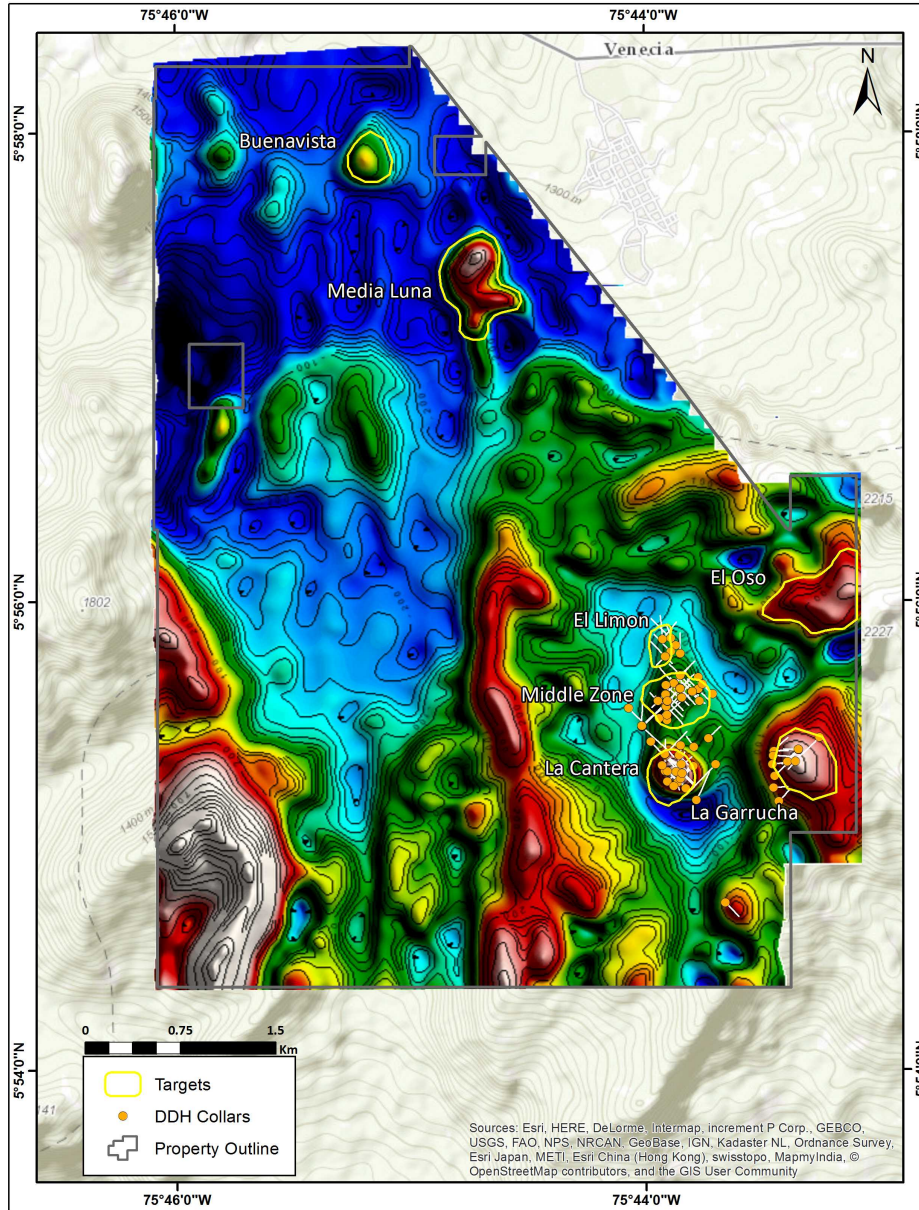 75°46'0"W
75°44'0"W
Venecia
N
5°58'0"N
Buenavista
1300 m
Media Luna
2215
El Oso
5°56'0"N
1802
El Limon
2227
Middle Zone
La Cantera
La Garrucha
1400 m
0 0.75 1.5
Km
5°54'0"N
Targets
DDH Collars
Property Outline
141
Sources: Esri, HERE, DeLorme, Intermap, increment P Corp., GEBCO,
USGS, FAO, NPS, NRCAN, GeoBase, IGN, Kadaster NL, Ordnance Survey,
Esri Japan, METI, Esri China (Hong Kong), swisstopo, MapmyIndia, ©
OpenStreetMap contributors, and the GIS User Community
75°46'0"W
75°44'0"W